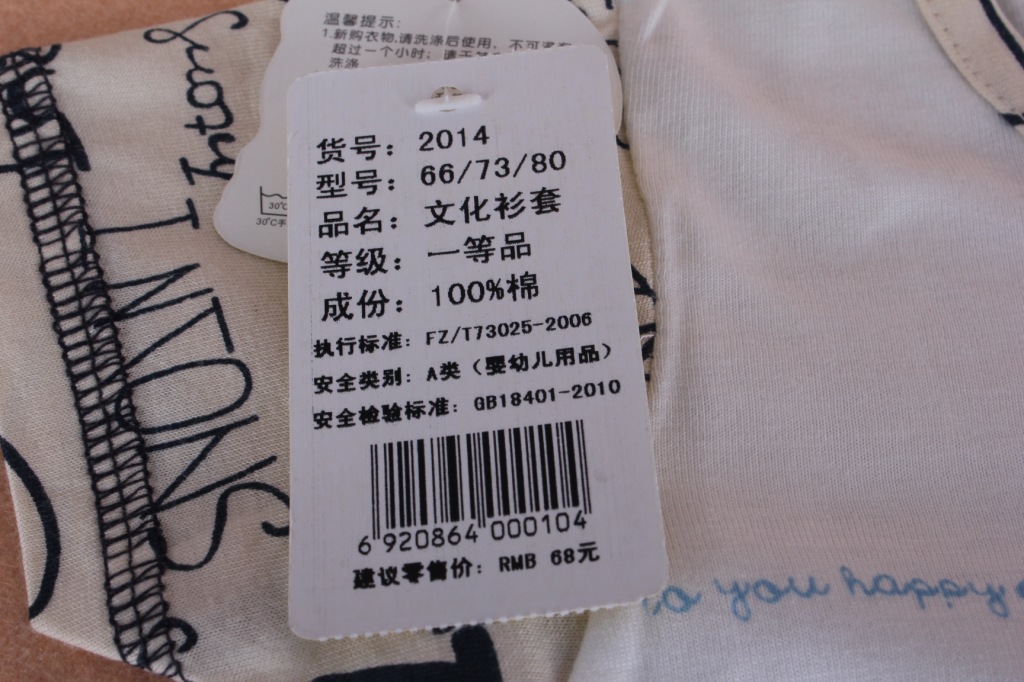 温馨提示:
1.新购衣物,请洗涤后使用, 不可
超过一个小时;
洗涤
30℃
30℃手
货号: 2014
型号: 66/73/80
品名: 文化衫套
等级: 一等品
成份: 100%棉
执行标准: FZ/T73025-2006
安全类别: A类(婴幼儿用品)
安全检验标准: GB18401-2010
6 920864 000104
建议零售价: RMB 68元
you happy